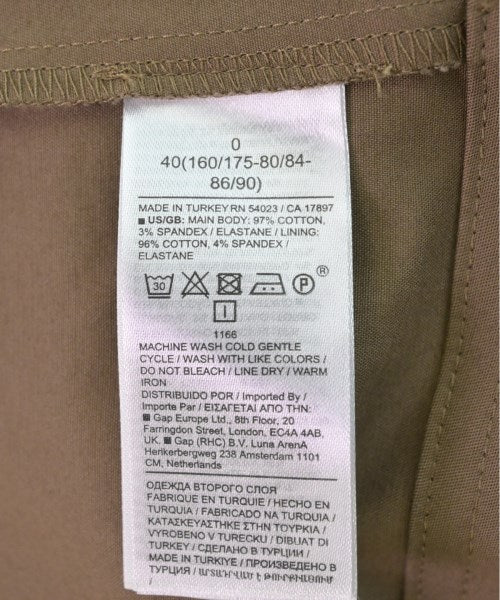 0
40(160/175-80/84-
86/90)
MADE IN TURKEY RN 54023 / CA 17897
■ US/GB: MAIN BODY: 97% COTTON,
3% SPANDEX / ELASTANE / LINING:
96% COTTON, 4% SPANDEX /
ELASTANE
30 P ®
I
1166
MACHINE WASH COLD GENTLE
CYCLE / WASH WITH LIKE COLORS /
DO NOT BLEACH / LINE DRY / WARM
IRON
DISTRIBUIDO POR / Imported By /
Importe Par / ΕΙΣΑΓΕΤΑΙ ΑΠΟ ΤΗΝ:
■ Gap Europe Ltd., 8th Floor, 20
Farringdon Street, London, EC4A 4AB,
UK. ■ Gap (RHC) B.V. Luna ArenA
Herikerbergweg 238 Amsterdam 1101
CM, Netherlands
ОДЕЖДА ВТОРОГО СЛОЯ
FABRIQUE EN TURQUIE / HECHO EN
TURQUIA / FABRICADO NA TURQUIA /
ΚΑΤΑΣΚΕΥΑΣΤΗΚΕ ΣΤΗΝ ΤΟΥΡΚΙΑ /
VYROBENO V TURECKU / DIBUAT DI
TURKEY / СДЕЛАНО В ТУРЦИИ /
MADE IN TURKIYE / ПРОИЗВЕДЕНО В
ТУРЦИЯ / ԱՐՏԱԴՐՎԱԾ Է ԹՈՒՐՔԻԱՅՈՒՄ
/